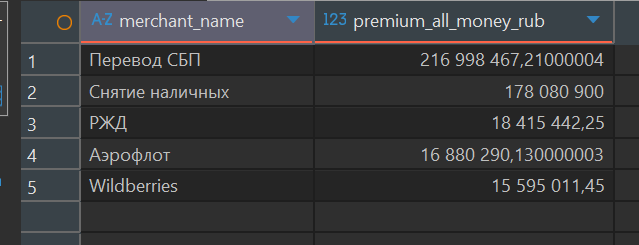 A-Z merchant_name 123 premium_all_money_rub
1 Перевод СБП 216 998 467,21000004
2 Снятие наличных 178 080 900
3 РЖД 18 415 442,25
4 Аэрофлот 16 880 290,130000003
5 Wildberries 15 595 011,45